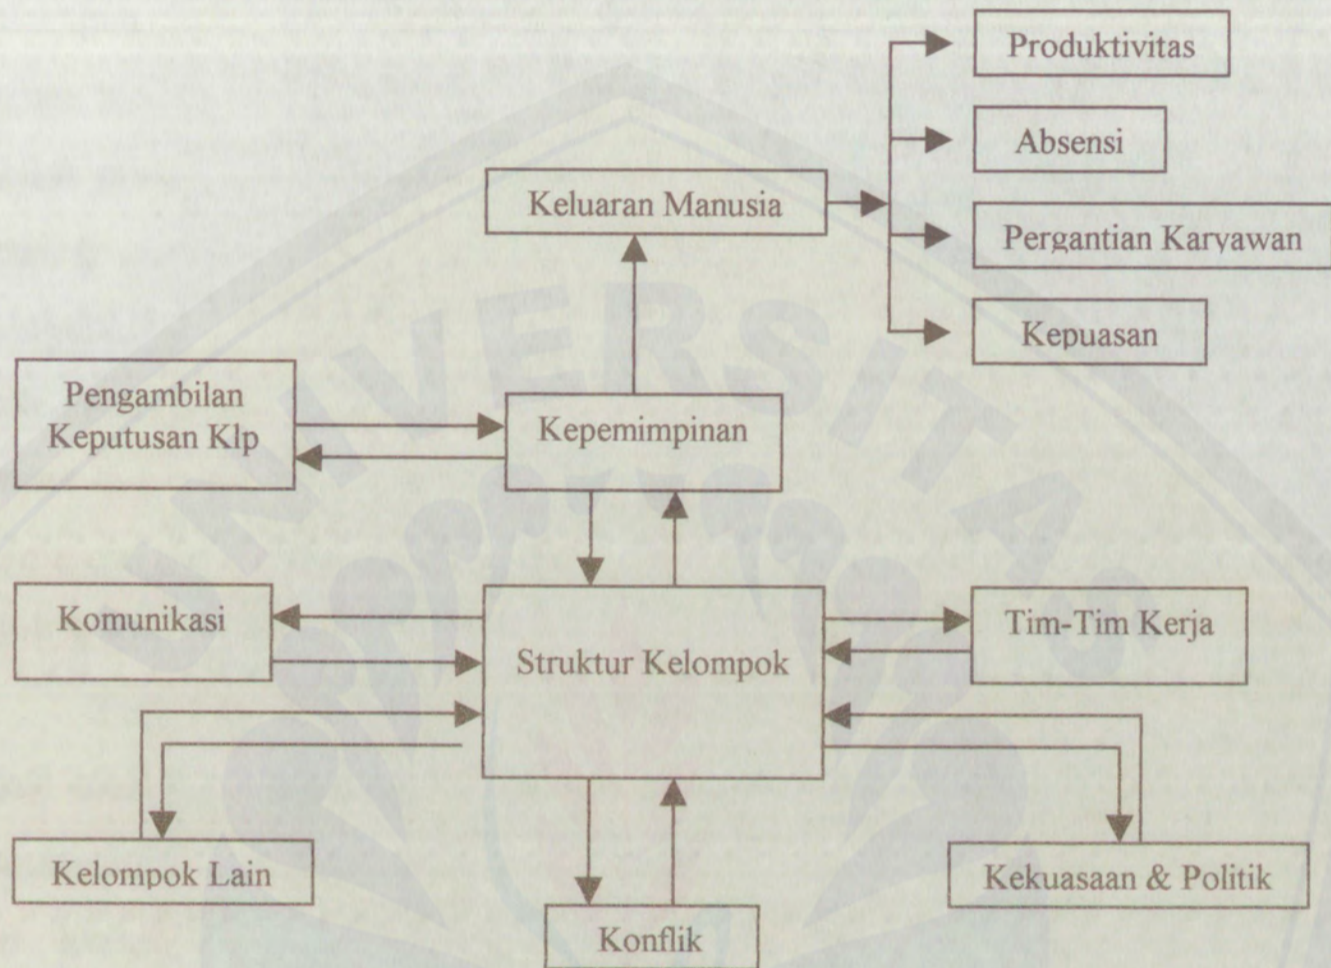 Produktivitas
Absensi
Keluaran Manusia
Pergantian Karyawan
Kepuasan
Pengambilan
Keputusan Klp
Kepemimpinan
Komunikasi
Struktur Kelompok
Tim-Tim Kerja
Kelompok Lain
Kekuasaan & Politik
Konflik
UNIVERSITAS